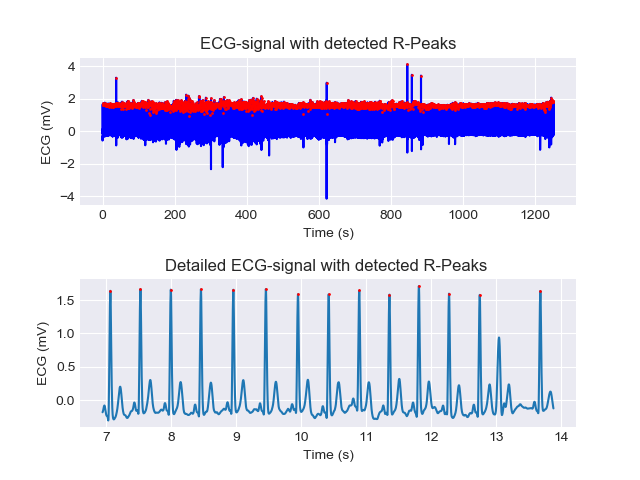 ECG-signal with detected R-Peaks
4
2
0
−2
−4
ECG (mV)
0 200 400 600 800 1000 1200
Time (s)
Detailed ECG-signal with detected R-Peaks
1.5
1.0
0.5
0.0
ECG (mV)
7 8 9 10 11 12 13 14
Time (s)